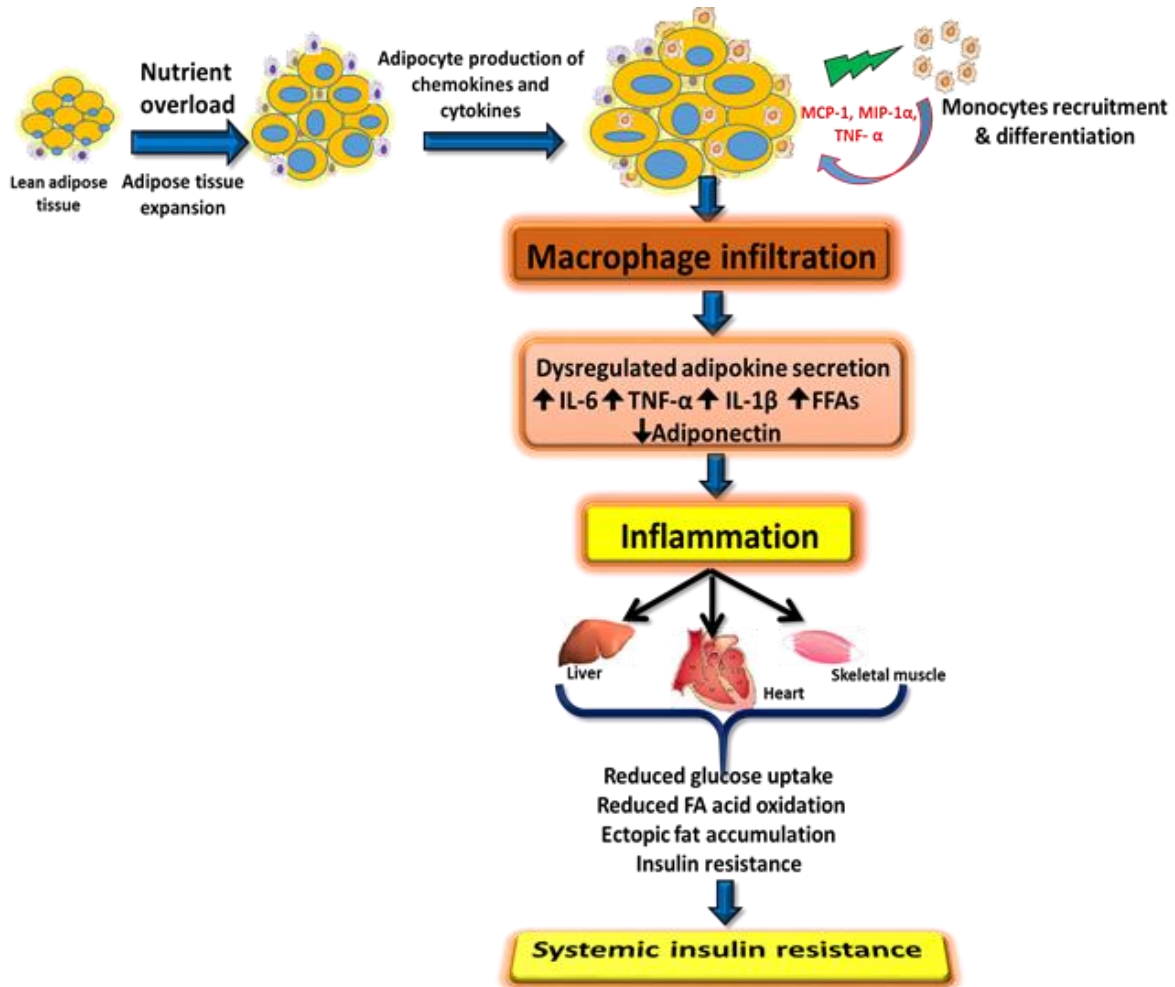 Nutrient
overload
Adipose tissue
expansion
Lean adipose
tissue
Adipocyte production of
chemokines and
cytokines
MCP-1, MIP-1α,
TNF- α
Monocytes recruitment
& differentiation
Macrophage infiltration
Dysregulated adipokine secretion
↑ IL-6 ↑ TNF-α ↑ IL-1β ↑ FFAs
↓ Adiponectin
Inflammation
Liver
Heart
Skeletal muscle
Reduced glucose uptake
Reduced FA acid oxidation
Ectopic fat accumulation
Insulin resistance
Systemic insulin resistance